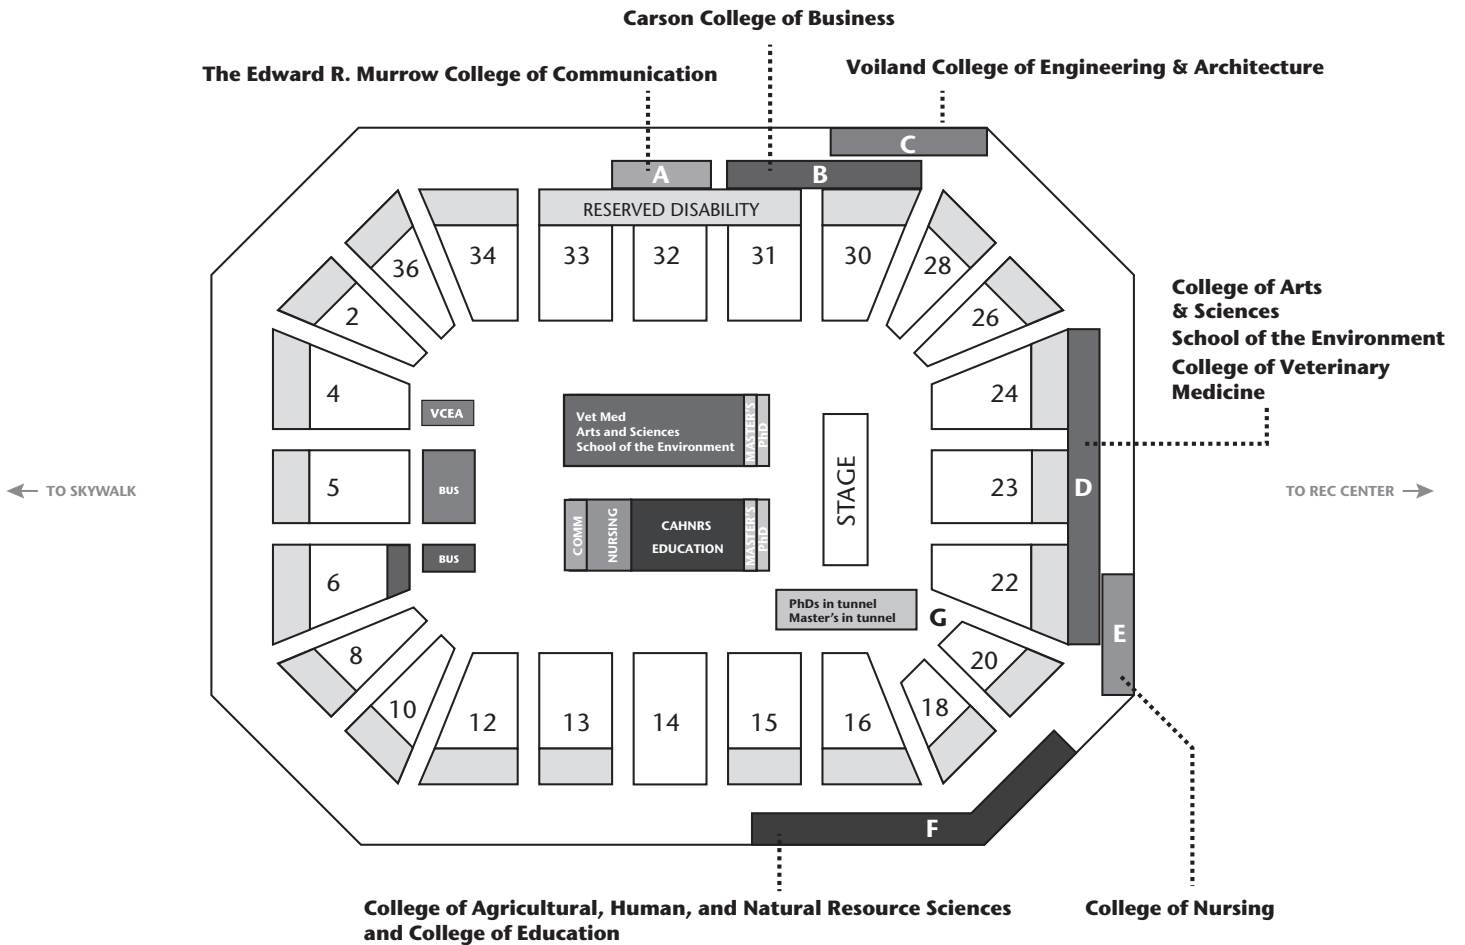 Carson College of Business
The Edward R. Murrow College of Communication
Voiland College of Engineering & Architecture
C
A
B
RESERVED DISABILITY
36
34
33
32
31
30
28
2
26
College of Arts
& Sciences
School of the Environment
College of Veterinary
Medicine
4
VCEA
Vet Med
Arts and Sciences
School of the Environment
MASTER'S
PhD
24
TO SKYWALK
5
BUS
STAGE
23
D
TO REC CENTER
COMM
NURSING
CAHNRS
EDUCATION
MASTER'S
PhD
6
BUS
22
PhDs in tunnel
Master's in tunnel
G
E
8
20
10
12
13
14
15
16
18
F
College of Agricultural, Human, and Natural Resource Sciences
and College of Education
College of Nursing